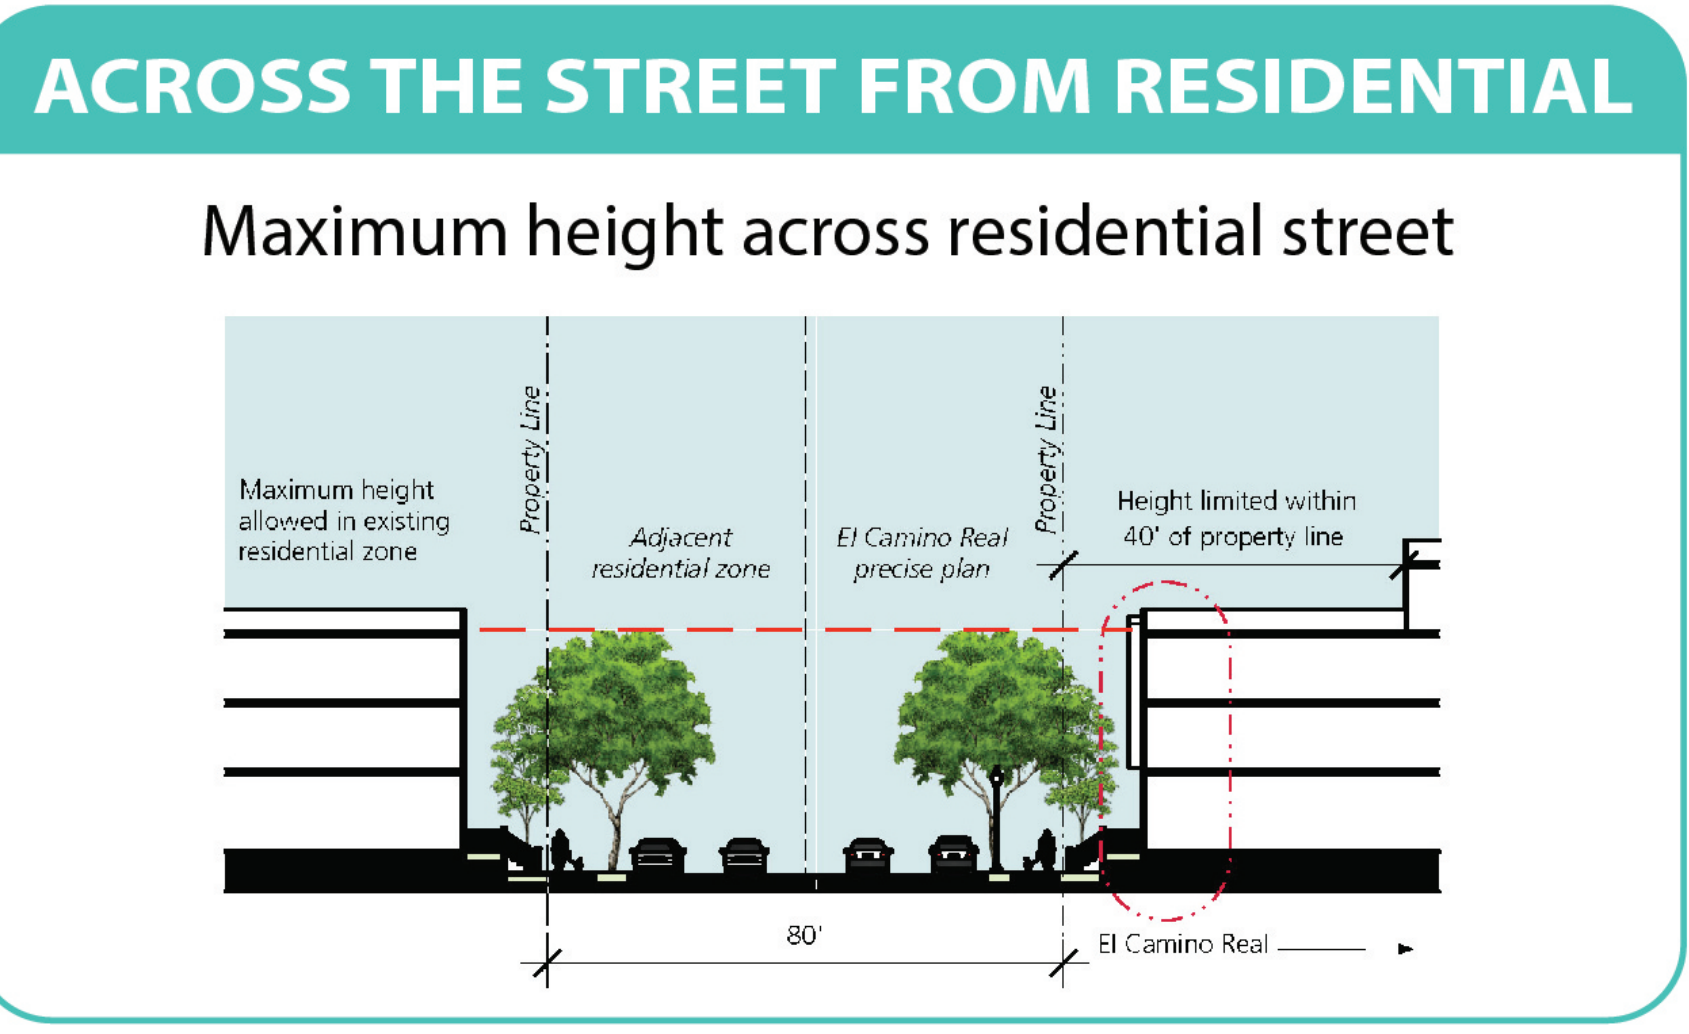 ACROSS THE STREET FROM RESIDENTIAL
Maximum height across residential street
Property Line
Property Line
Maximum height
allowed in existing
residential zone
Adjacent
residential zone
El Camino Real
precise plan
Height limited within
40' of property line
80'
El Camino Real